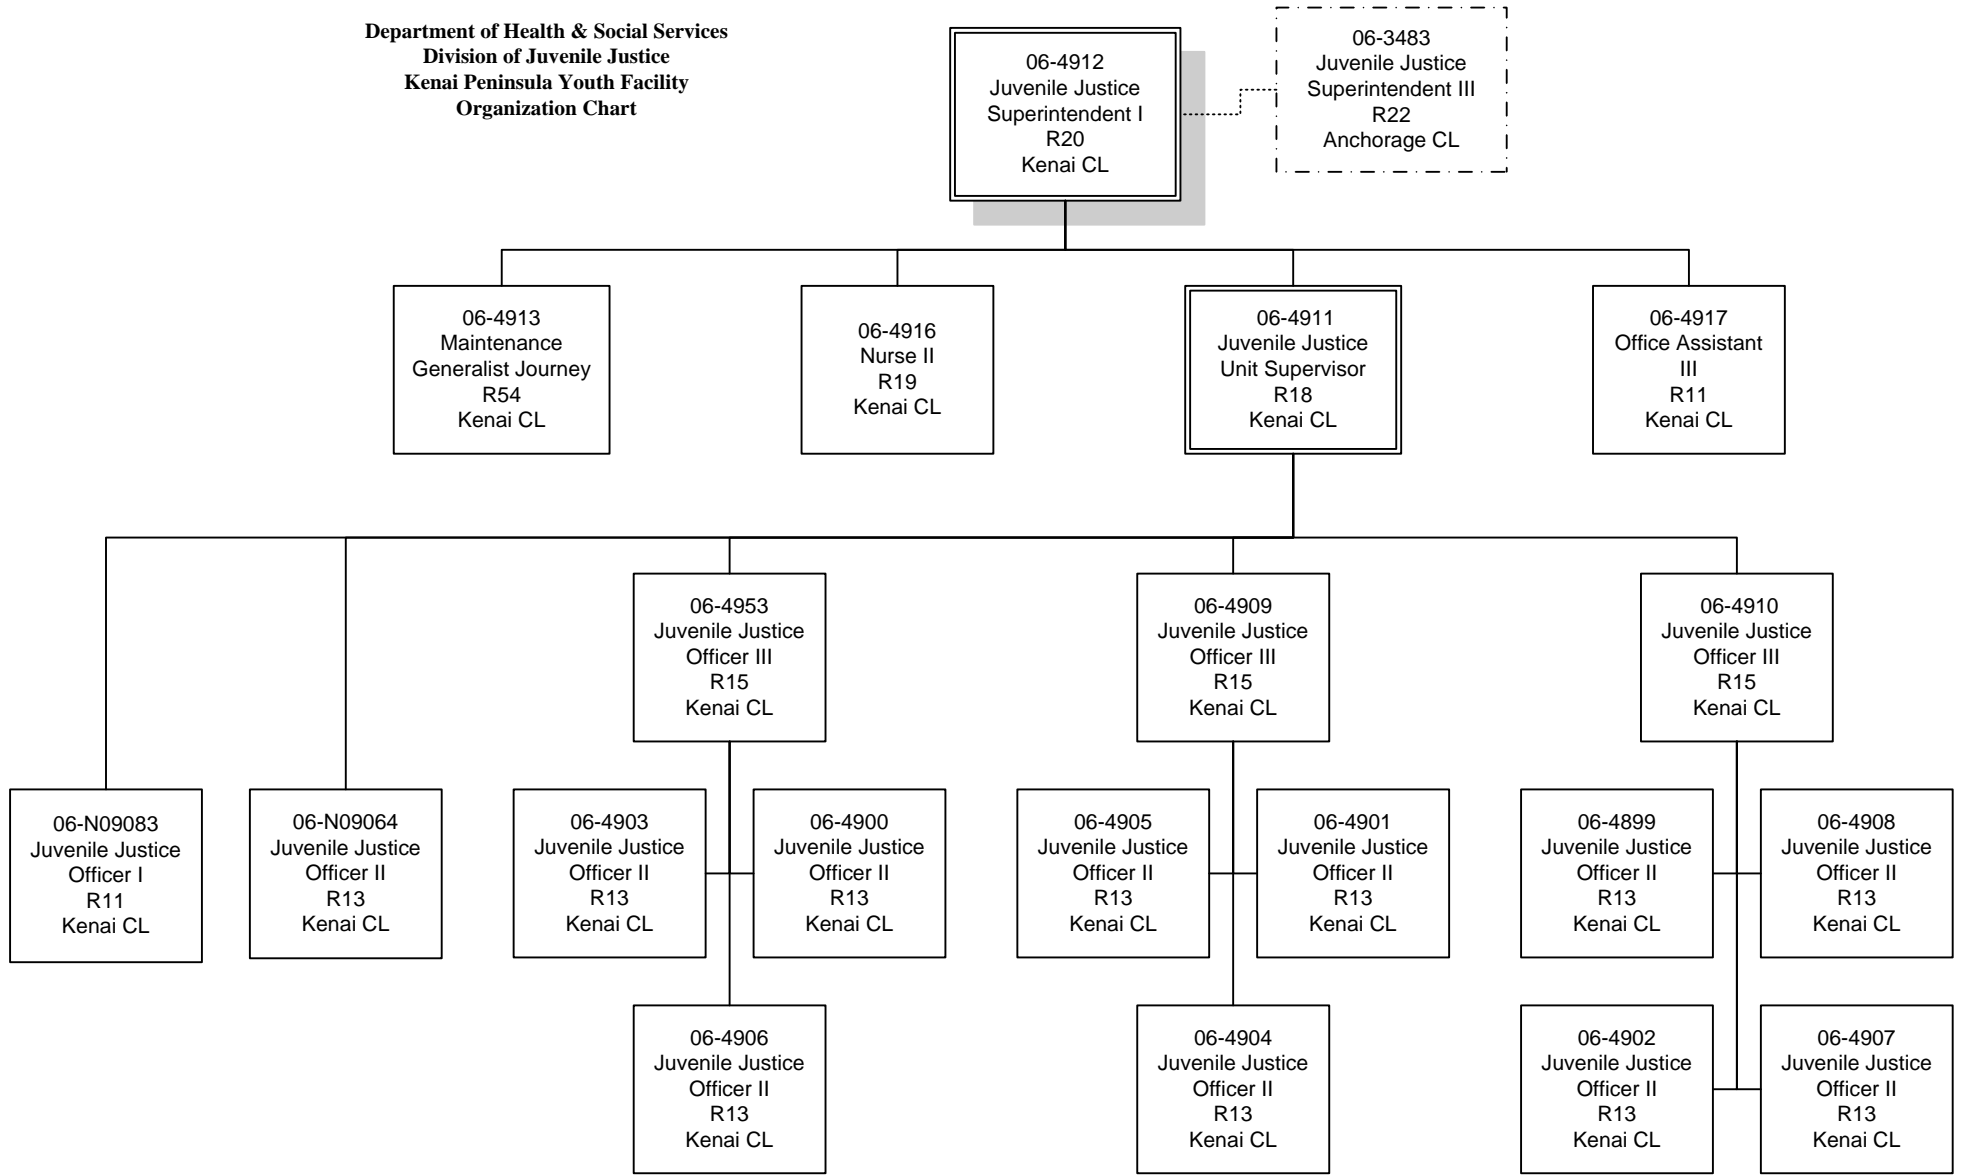 Department of Health & Social Services
Division of Juvenile Justice
Kenai Peninsula Youth Facility
Organization Chart
06-4912
Juvenile Justice
Superintendent I
R20
Kenai CL
06-3483
Juvenile Justice
Superintendent III
R22
Anchorage CL
06-4913
Maintenance
Generalist Journey
R54
Kenai CL
06-4916
Nurse II
R19
Kenai CL
06-4911
Juvenile Justice
Unit Supervisor
R18
Kenai CL
06-4917
Office Assistant
III
R11
Kenai CL
06-4953
Juvenile Justice
Officer III
R15
Kenai CL
06-4909
Juvenile Justice
Officer III
R15
Kenai CL
06-4910
Juvenile Justice
Officer III
R15
Kenai CL
06-N09083
Juvenile Justice
Officer I
R11
Kenai CL
06-N09064
Juvenile Justice
Officer II
R13
Kenai CL
06-4903
Juvenile Justice
Officer II
R13
Kenai CL
06-4900
Juvenile Justice
Officer II
R13
Kenai CL
06-4905
Juvenile Justice
Officer II
R13
Kenai CL
06-4901
Juvenile Justice
Officer II
R13
Kenai CL
06-4899
Juvenile Justice
Officer II
R13
Kenai CL
06-4908
Juvenile Justice
Officer II
R13
Kenai CL
06-4906
Juvenile Justice
Officer II
R13
Kenai CL
06-4904
Juvenile Justice
Officer II
R13
Kenai CL
06-4902
Juvenile Justice
Officer II
R13
Kenai CL
06-4907
Juvenile Justice
Officer II
R13
Kenai CL